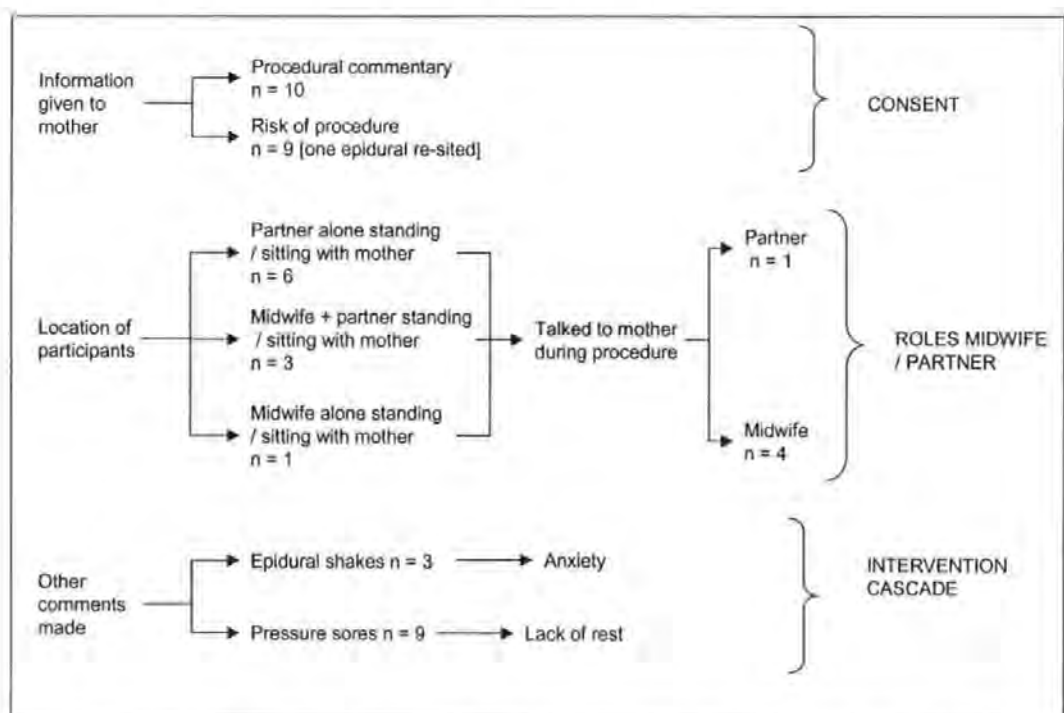 Information
given to
mother
Procedural commentary
n = 10
Risk of procedure
n = 9 [one epidural re-sited]
CONSENT
Location of
participants
Partner alone standing
/ sitting with mother
n = 6
Midwife + partner standing
/ sitting with mother
n = 3
Midwife alone standing
/ sitting with mother
n = 1
Talked to mother
during procedure
Partner
n = 1
Midwife
n = 4
ROLES MIDWIFE
/ PARTNER
Other
comments
made
Epidural shakes n = 3
Anxiety
Pressure sores n = 9
Lack of rest
INTERVENTION
CASCADE